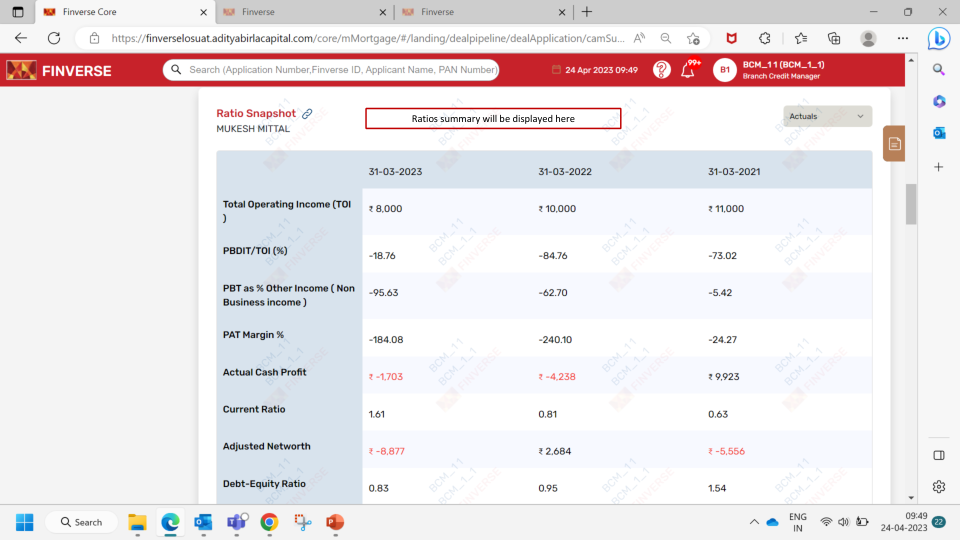 Finverse Core
Finverse
Finverse
https://finverselosuat.adityabirlacapital.com/core/mMortgage/#/landing/dealpipeline/dealApplication/camSu...
FINVERSE
Search (Application Number,Finverse ID, Applicant Name, PAN Number)
24 Apr 2023 09:49
99+
B1
BCM_1 1 (BCM_1_1)
Branch Credit Manager
Ratio Snapshot
MUKESH MITTAL
Ratios summary will be displayed here
Actuals
31-03-2023 31-03-2022 31-03-2021
Total Operating Income (TOI
)
₹ 8,000 ₹ 10,000 ₹ 11,000
PBDIT/TOI (%)
-18.76 -84.76 -73.02
PBT as % Other Income ( Non
Business income )
-95.63 -62.70 -5.42
PAT Margin %
-184.08 -240.10 -24.27
Actual Cash Profit
₹ -1,703 ₹ -4,238 ₹ 9,923
Current Ratio
1.61 0.81 0.63
Adjusted Networth
₹ -8,877 ₹ 2,684 ₹ -5,556
Debt-Equity Ratio
0.83 0.95 1.54
BCM_1 1
BCM_1_1
FINVERSE
Search
ENG
IN
09:49
24-04-2023
22